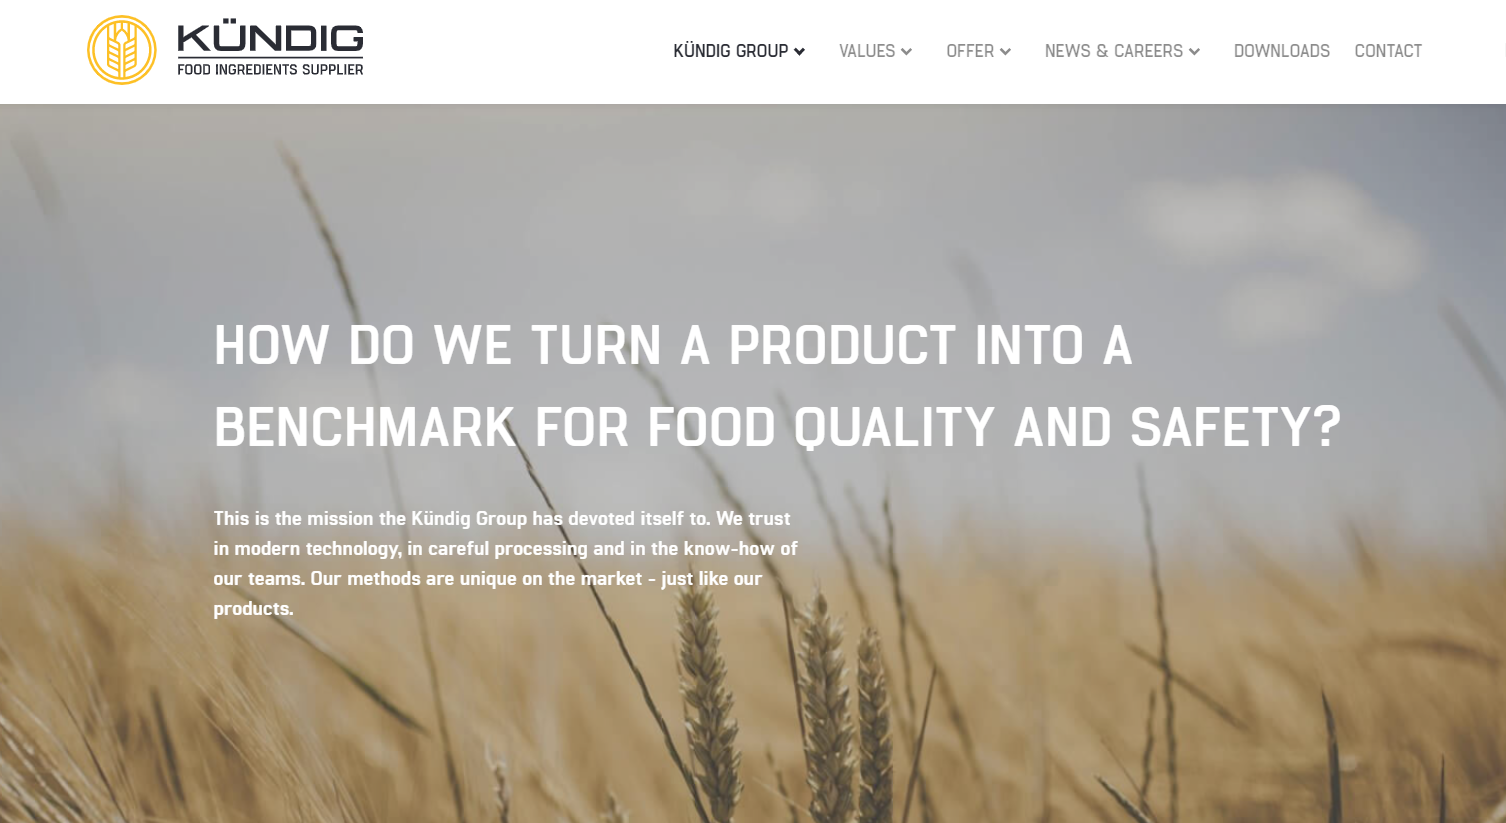 KÜNDIG
FOOD INGREDIENTS SUPPLIER
KÜNDIG GROUP VALUES OFFER NEWS & CAREERS DOWNLOADS CONTACT
HOW DO WE TURN A PRODUCT INTO A
BENCHMARK FOR FOOD QUALITY AND SAFETY?
This is the mission the Kündig Group has devoted itself to. We trust
in modern technology, in careful processing and in the know-how of
our teams. Our methods are unique on the market - just like our
products.